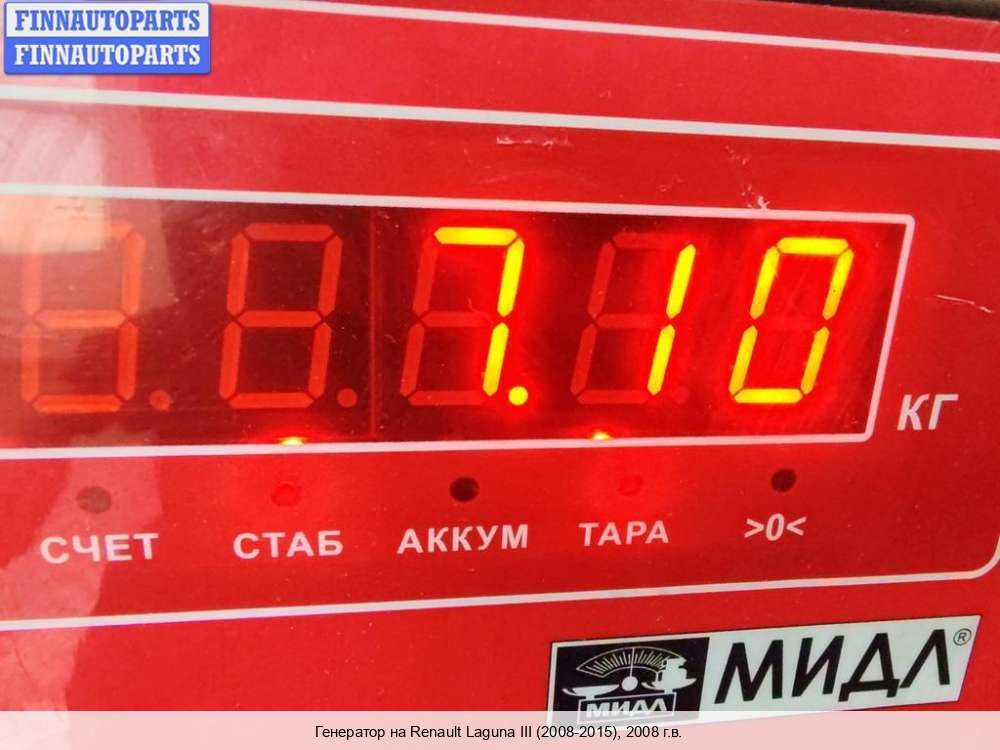 FINNAUTOPARTS
FINNAUTOPARTS
7.10
КГ
СЧЕТ СТАБ АККУМ ТАРА >0<
МИДЛ®
МИДЛ
Генератор на Renault Laguna III (2008-2015), 2008 г.в.